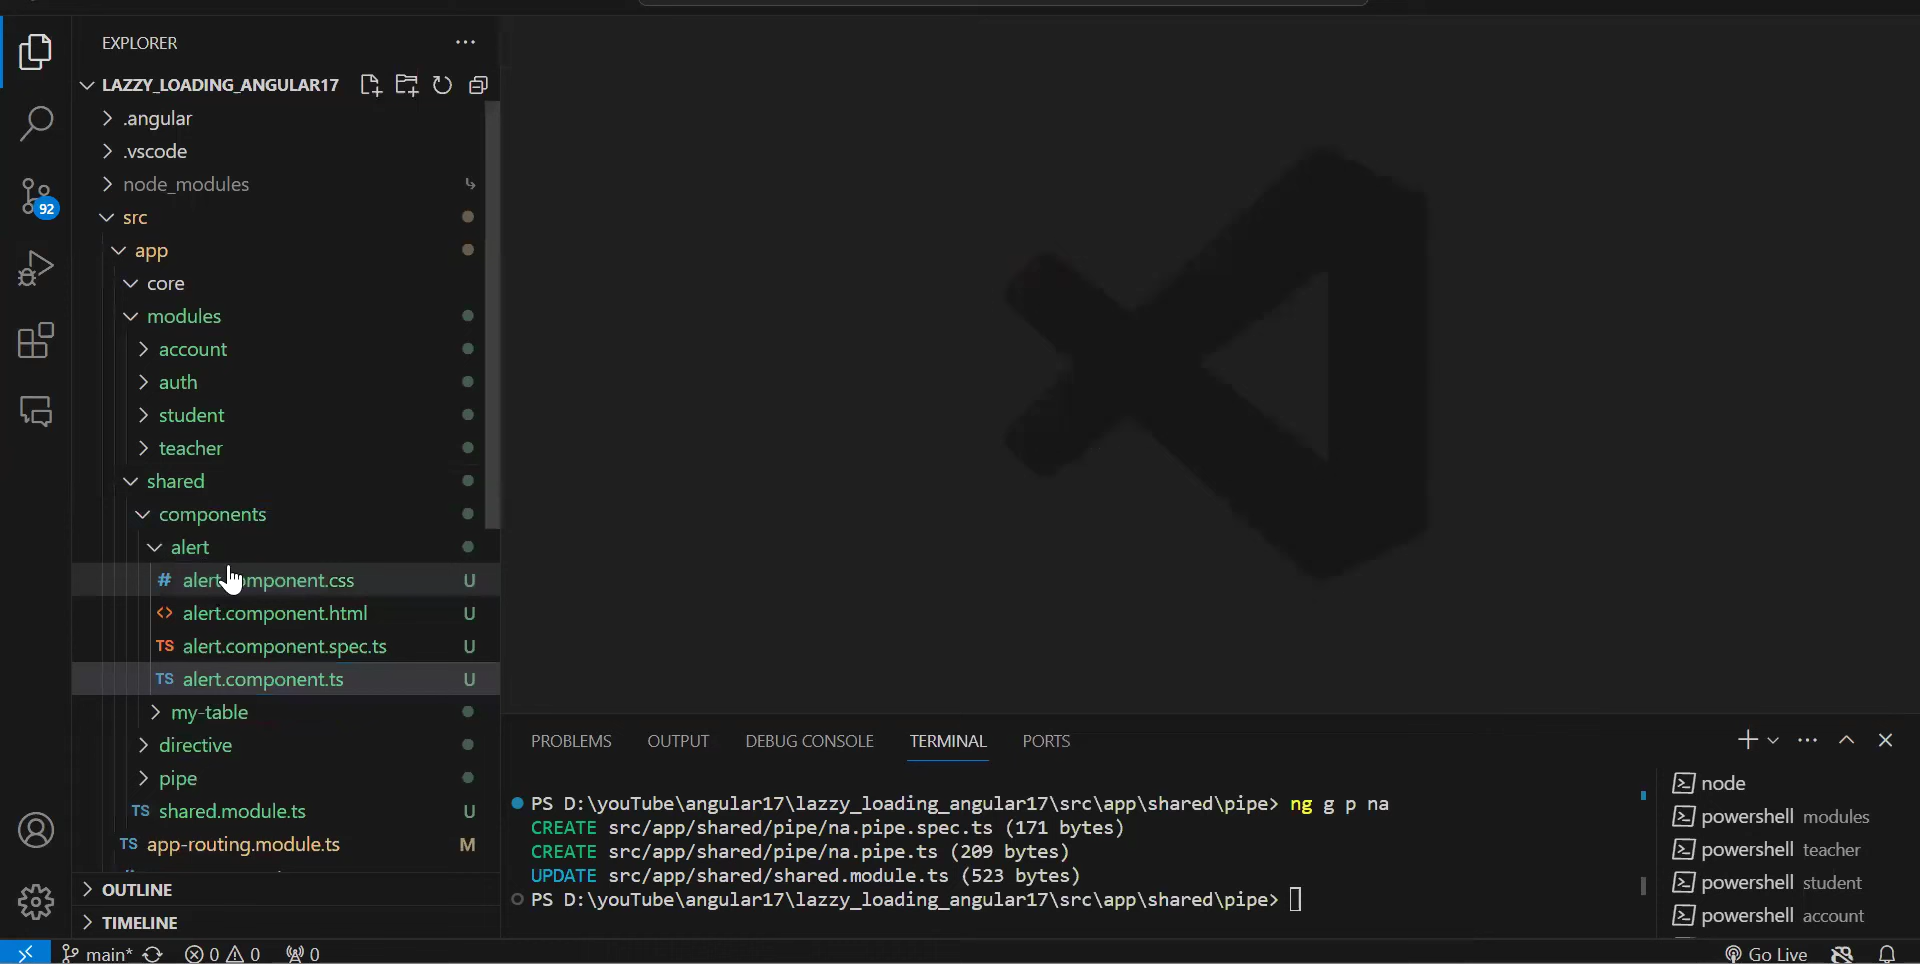 EXPLORER
LAZZY_LOADING_ANGULAR17
.angular
.vscode
node_modules
92
src
app
core
modules
account
auth
student
teacher
shared
components
alert
# alert.component.css U
<> alert.component.html U
TS alert.component.spec.ts U
TS alert.component.ts U
my-table
directive
pipe
TS shared.module.ts U
TS app-routing.module.ts M
OUTLINE
TIMELINE
PROBLEMS OUTPUT DEBUG CONSOLE TERMINAL PORTS
PS D:\youTube\angular17\lazzy_loading_angular17\src\app\shared\pipe> ng g p na
CREATE src/app/shared/pipe/na.pipe.spec.ts (171 bytes)
CREATE src/app/shared/pipe/na.pipe.ts (209 bytes)
UPDATE src/app/shared/shared.module.ts (523 bytes)
PS D:\youTube\angular17\lazzy_loading_angular17\src\app\shared\pipe>
node
powershell modules
powershell teacher
powershell student
powershell account
main* 0 0 0 Go Live